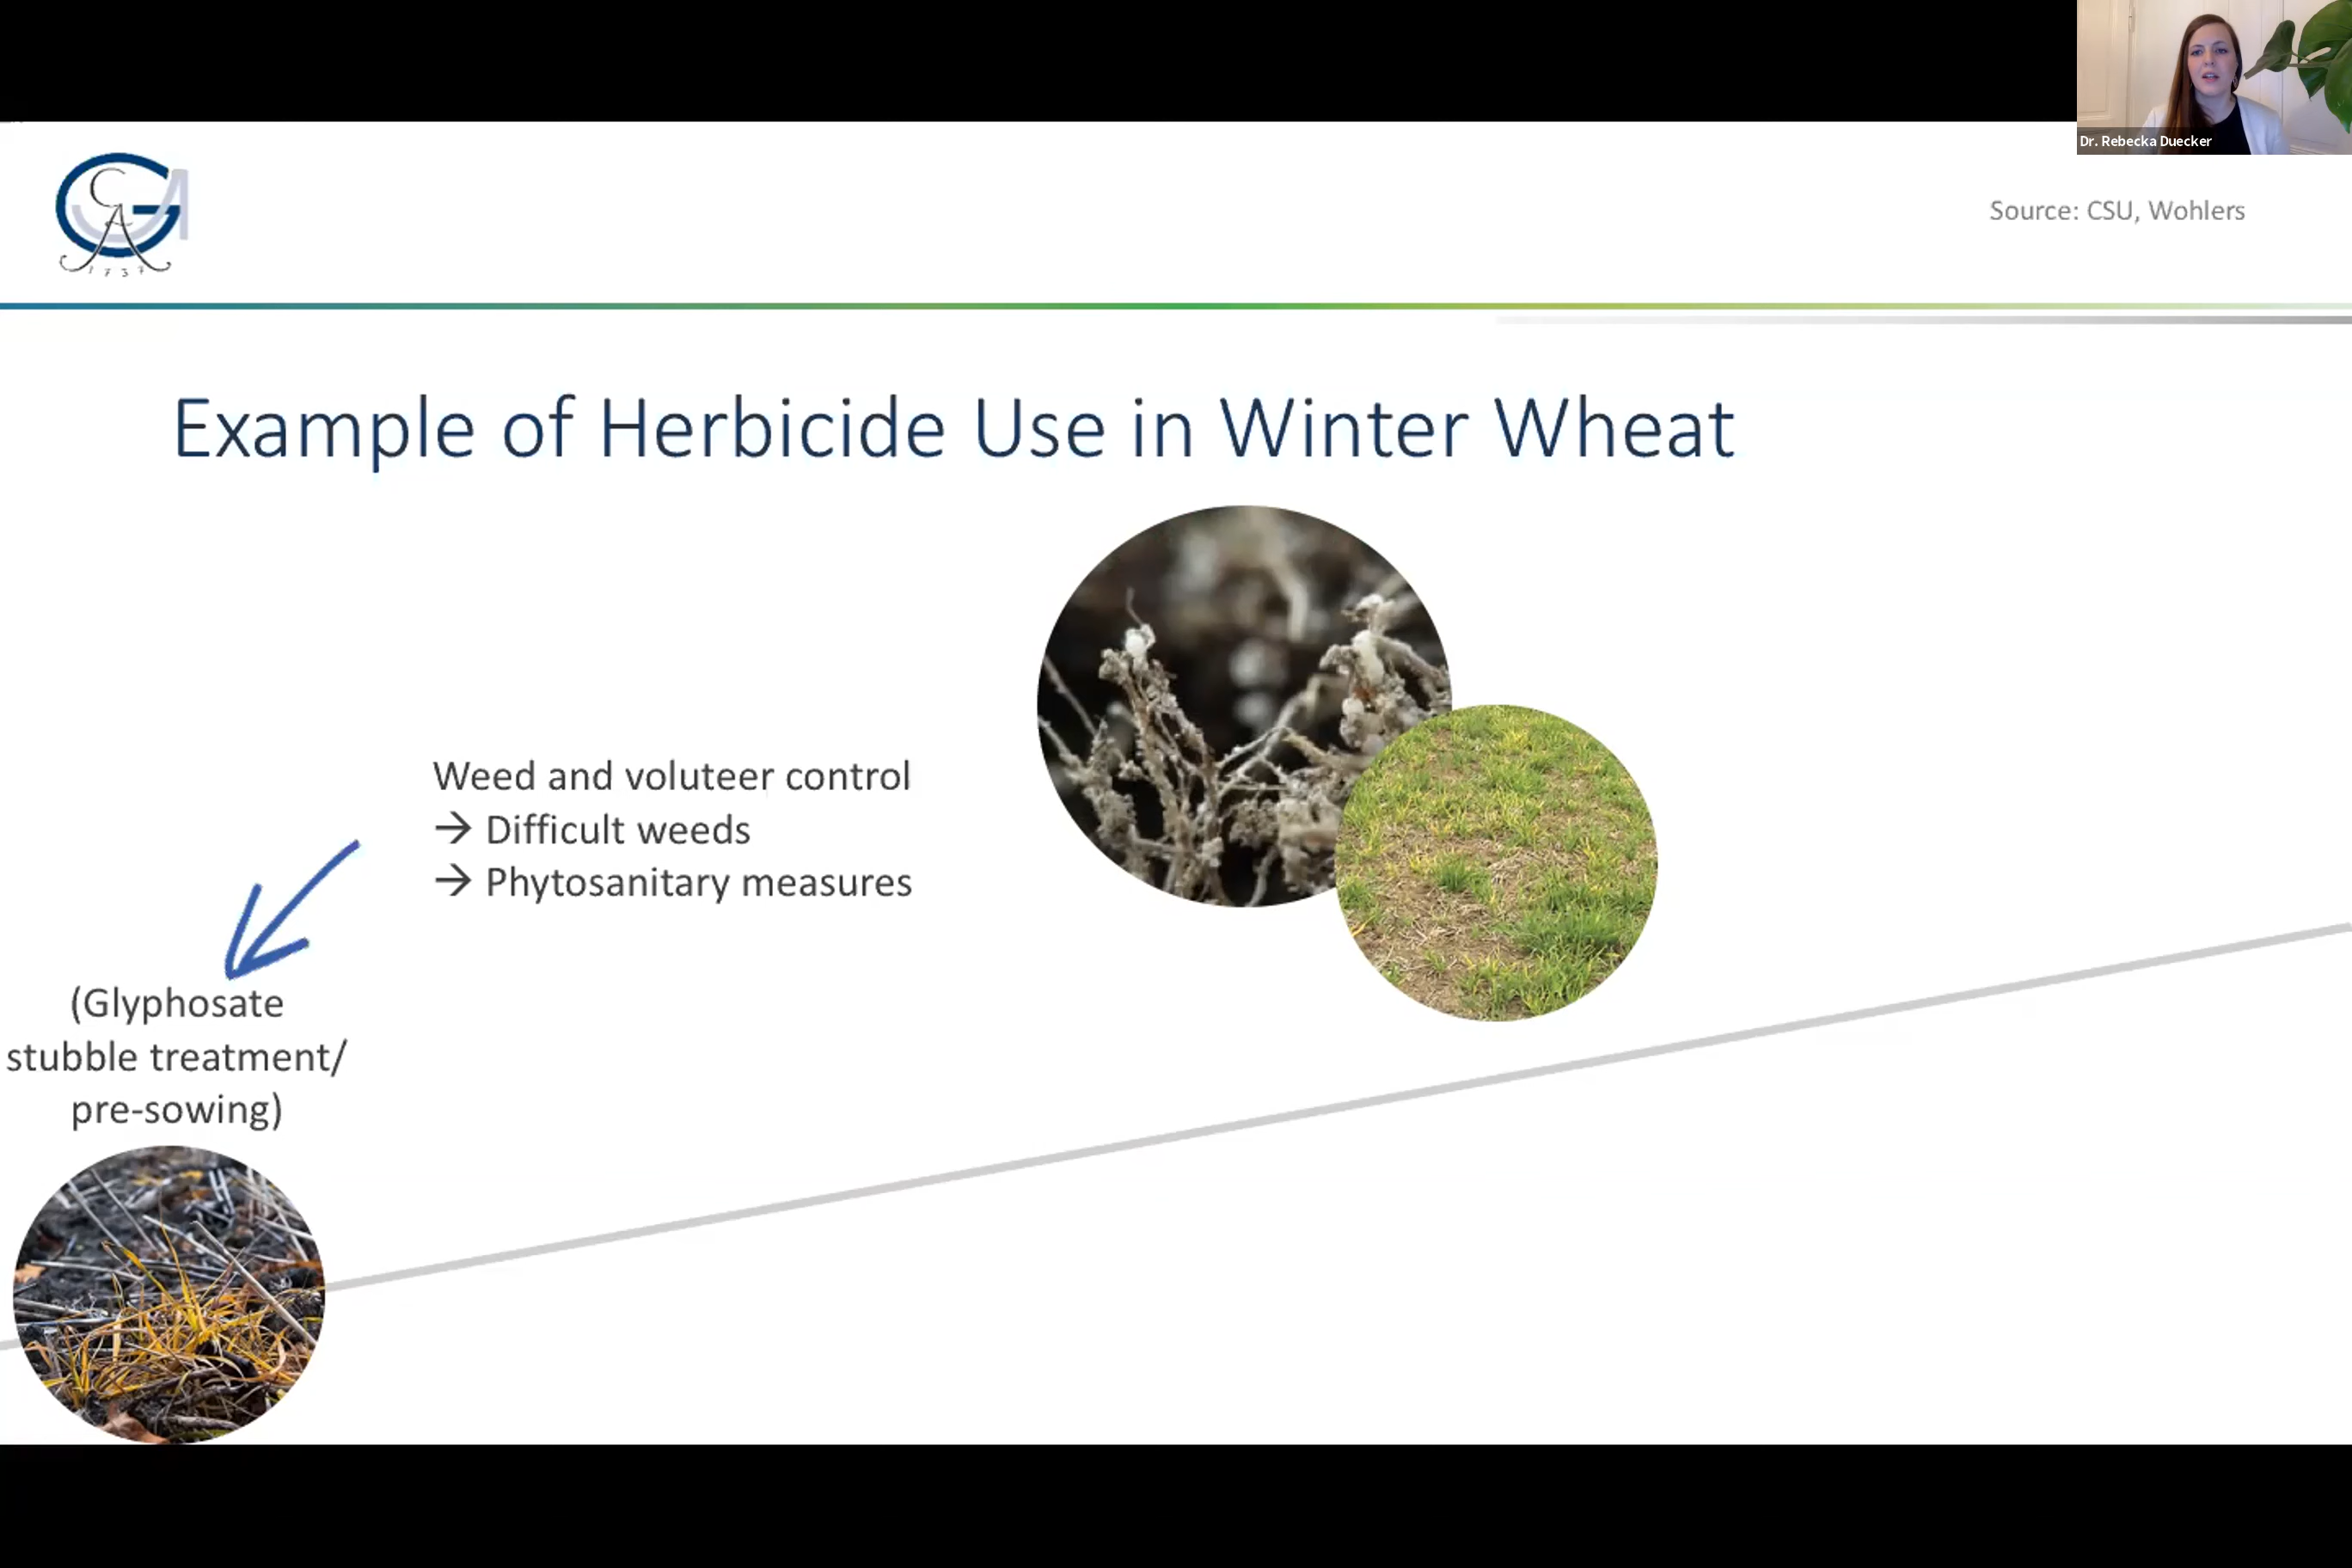 Dr. Rebecka Duecker
1737
Source: CSU, Wohlers
Example of Herbicide Use in Winter Wheat
Weed and voluteer control
→ Difficult weeds
→ Phytosanitary measures
(Glyphosate
stubble treatment/
pre-sowing)